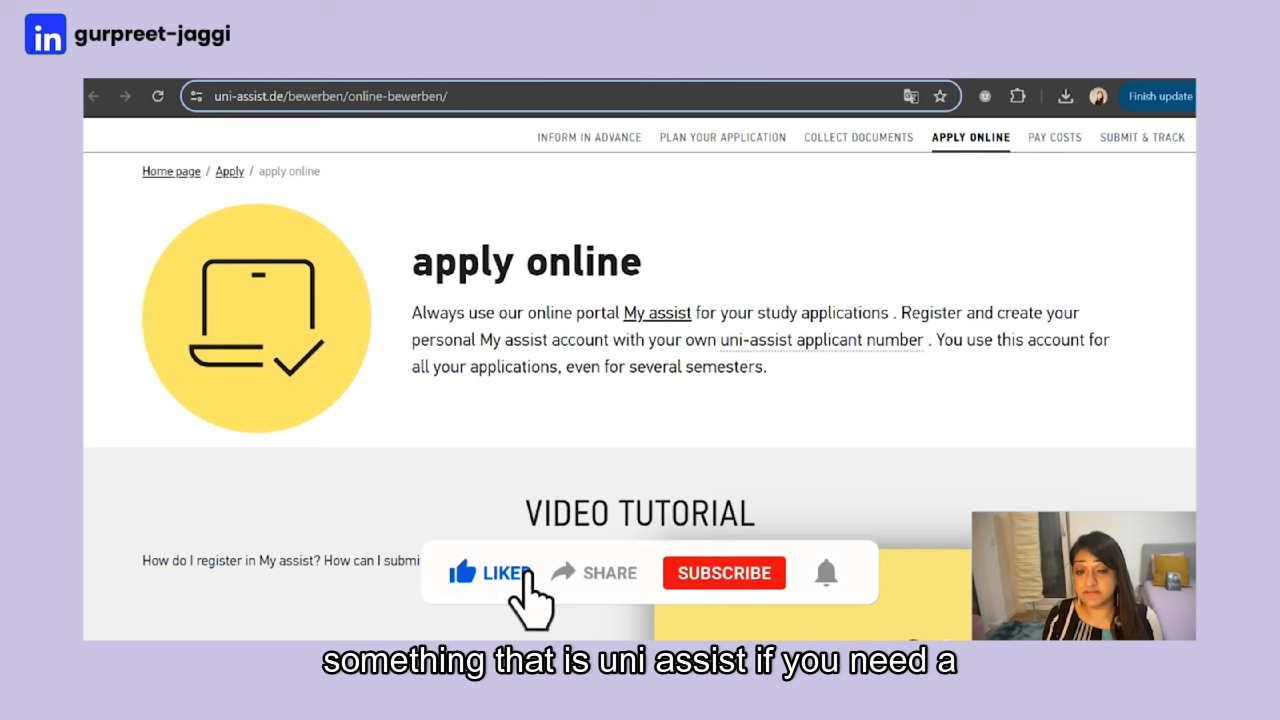 in gurpreet-jaggi
uni-assist.de/bewerben/online-bewerben/
Finish update
INFORM IN ADVANCE PLAN YOUR APPLICATION COLLECT DOCUMENTS APPLY ONLINE PAY COSTS SUBMIT & TRACK
Home page / Apply / apply online
apply online
Always use our online portal My assist for your study applications . Register and create your
personal My assist account with your own uni-assist applicant number . You use this account for
all your applications, even for several semesters.
VIDEO TUTORIAL
How do I register in My assist? How can I submi
LIKED SHARE SUBSCRIBE
something that is uni assist if you need a